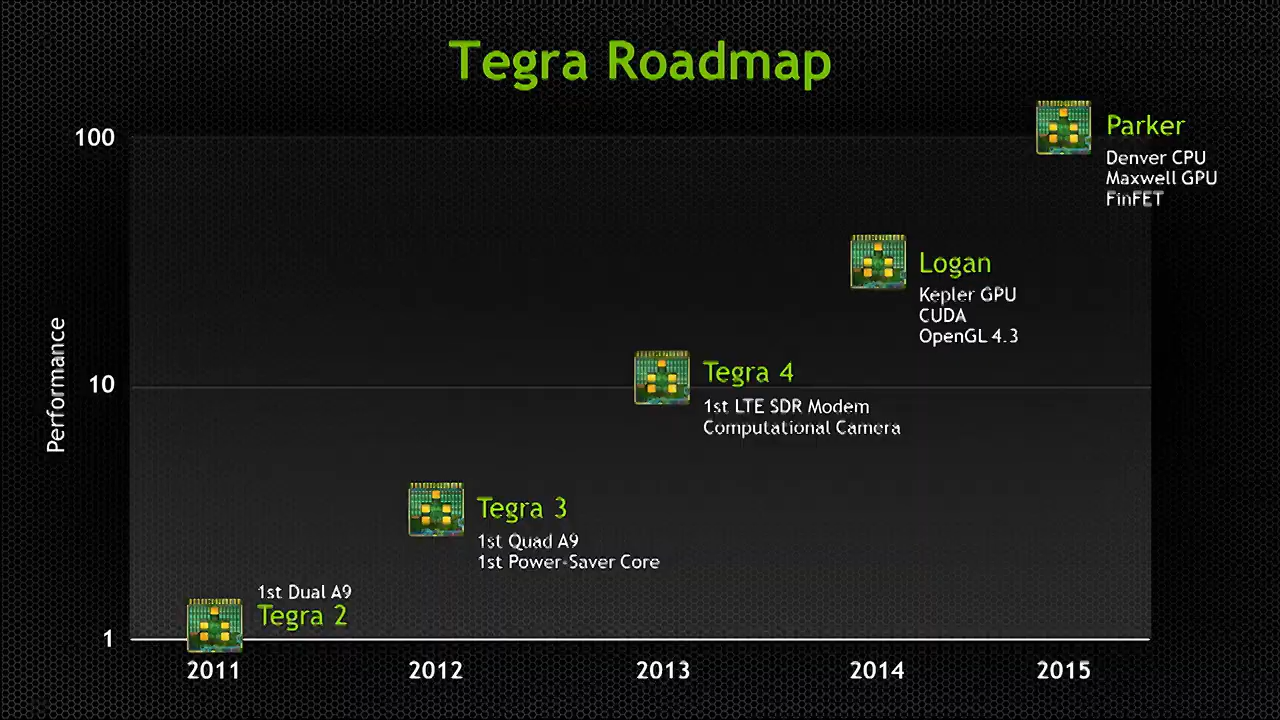 Tegra Roadmap
100
Parker
Denver CPU
Maxwell GPU
FinFET
Logan
Kepler GPU
CUDA
OpenGL 4.3
Performance
10
Tegra 4
1st LTE SDR Modem
Computational Camera
Tegra 3
1st Quad A9
1st Power-Saver Core
1st Dual A9
Tegra 2
1
2011 2012 2013 2014 2015